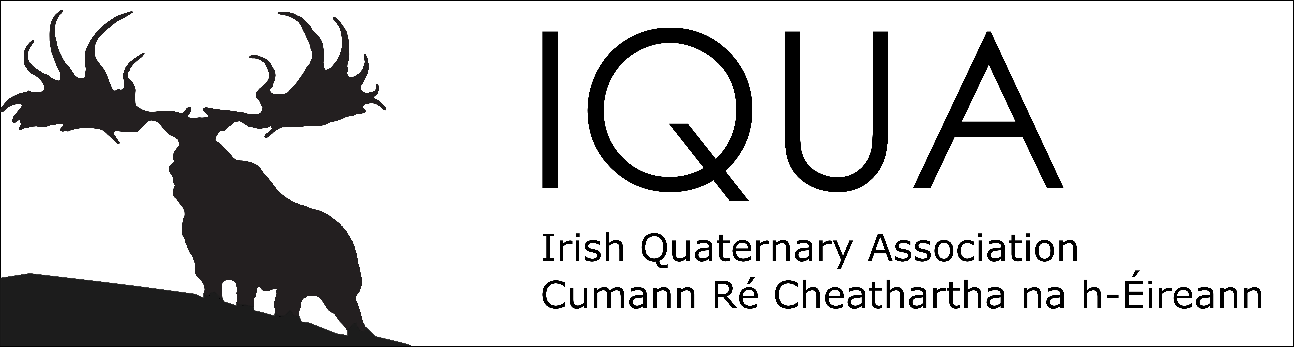 IQUA
Irish Quaternary Association
Cumann Ré Cheathartha na h-Éireann